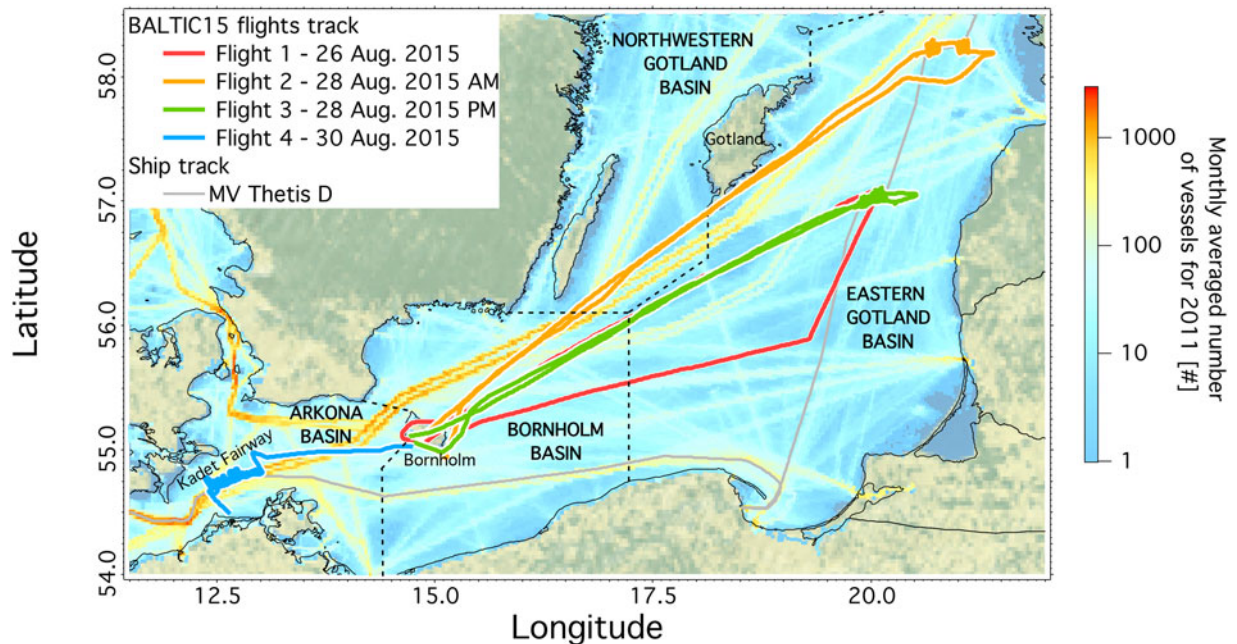 BALTIC15 flights track
Flight 1 - 26 Aug. 2015
Flight 2 - 28 Aug. 2015 AM
Flight 3 - 28 Aug. 2015 PM
Flight 4 - 30 Aug. 2015
Ship track
MV Thetis D
NORTHWESTERN
GOTLAND
BASIN
Gotland
EASTERN
GOTLAND
BASIN
ARKONA
BASIN
BORNHOLM
BASIN
Bornholm
Kadet Fairway
Latitude
58.0
57.0
56.0
55.0
54.0
12.5
15.0
17.5
20.0
Longitude
1000
100
10
1
Monthly averaged number
of vessels for 2011 [#]